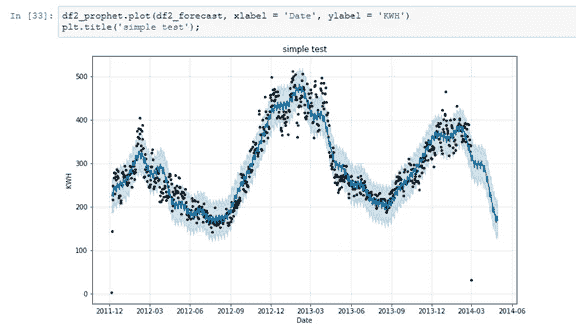 In [33]: df2_prophet.plot(df2_forecast, xlabel = 'Date', ylabel = 'KWH')
plt.title('simple test');
simple test
500
400
300
200
100
0
KWH
2011-12 2012-03 2012-06 2012-09 2012-12 2013-03 2013-06 2013-09 2013-12 2014-03 2014-06
Date